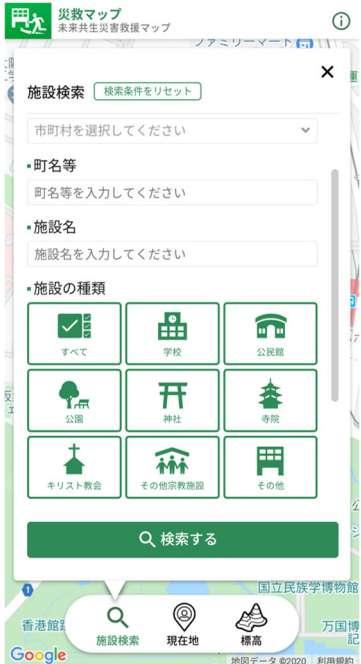 災救マップ
未来共生災害救援マップ
ファミリーマート
施設検索
検索条件をリセット
市町村を選択してください
町名等
町名等を入力してください
施設名
施設名を入力してください
施設の種類
すべて
学校
公民館
公園
神社
寺院
キリスト教会
その他宗教施設
その他
検索する
国立民族学博物館
香港館
万国博
記
施設検索
現在地
標高
Google
地図データ ©2020
利用規約